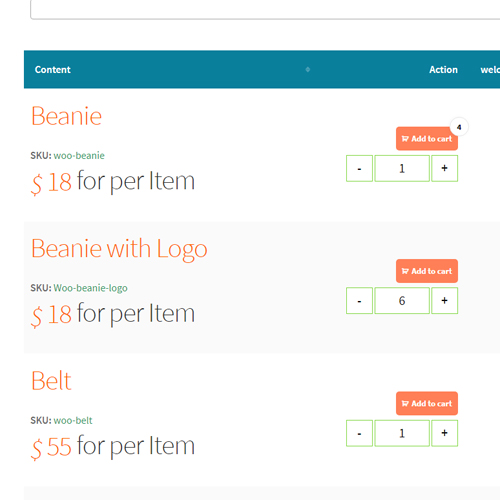 Content Action welc
Beanie
4
Add to cart
SKU: woo-beanie
- 1 +
$ 18 for per Item
Beanie with Logo
Add to cart
SKU: Woo-beanie-logo
- 6 +
$ 18 for per Item
Belt
Add to cart
SKU: woo-belt
- 1 +
$ 55 for per Item